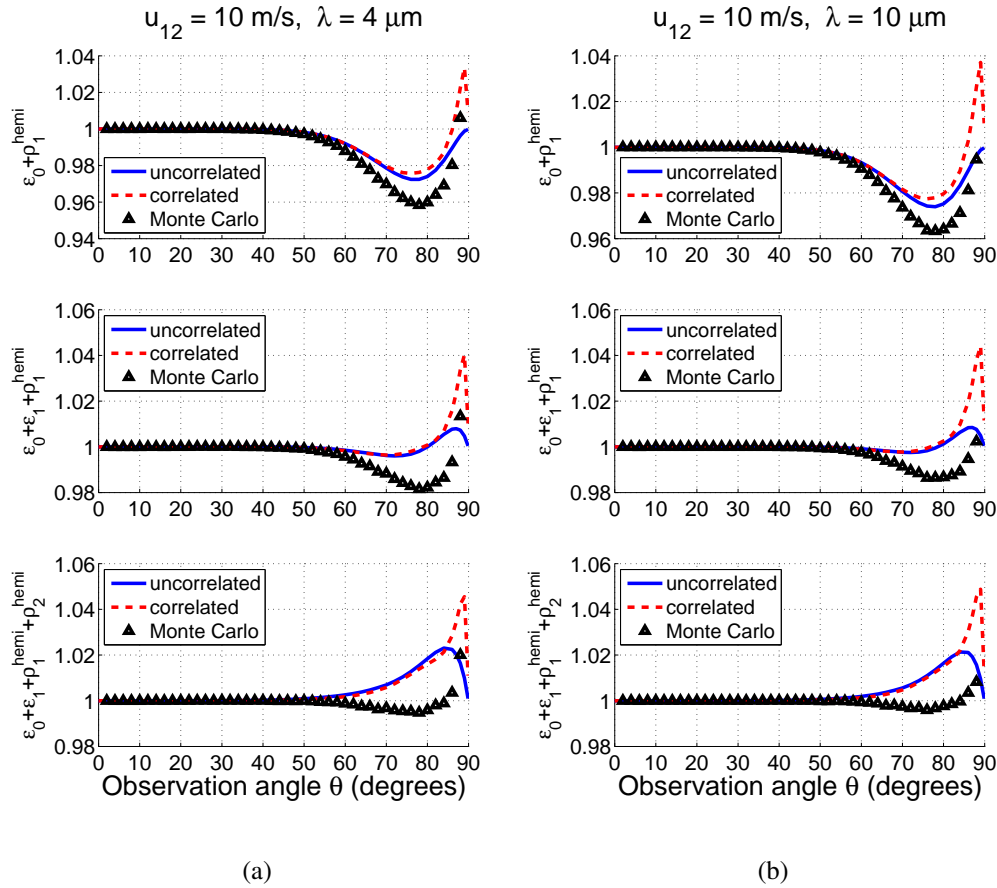 u12 = 10 m/s, λ = 4 μm
1.04
1.02
1
0.98
0.96
0.94
ε0+ρ1hemi
uncorrelated
correlated
Monte Carlo
0 10 20 30 40 50 60 70 80 90
1.06
1.04
1.02
1
0.98
ε0+ε1+ρ1hemi
uncorrelated
correlated
Monte Carlo
0 10 20 30 40 50 60 70 80 90
1.06
1.04
1.02
1
0.98
ε0+ε1+ρ1hemi+ρ2
uncorrelated
correlated
Monte Carlo
0 10 20 30 40 50 60 70 80 90
Observation angle θ (degrees)
(a)
u12 = 10 m/s, λ = 10 μm
1.04
1.02
1
0.98
0.96
ε0+ρ1hemi
uncorrelated
correlated
Monte Carlo
0 10 20 30 40 50 60 70 80 90
1.06
1.04
1.02
1
0.98
ε0+ε1+ρ1hemi
uncorrelated
correlated
Monte Carlo
0 10 20 30 40 50 60 70 80 90
1.06
1.04
1.02
1
0.98
ε0+ε1+ρ1hemi+ρ2
uncorrelated
correlated
Monte Carlo
0 10 20 30 40 50 60 70 80 90
Observation angle θ (degrees)
(b)